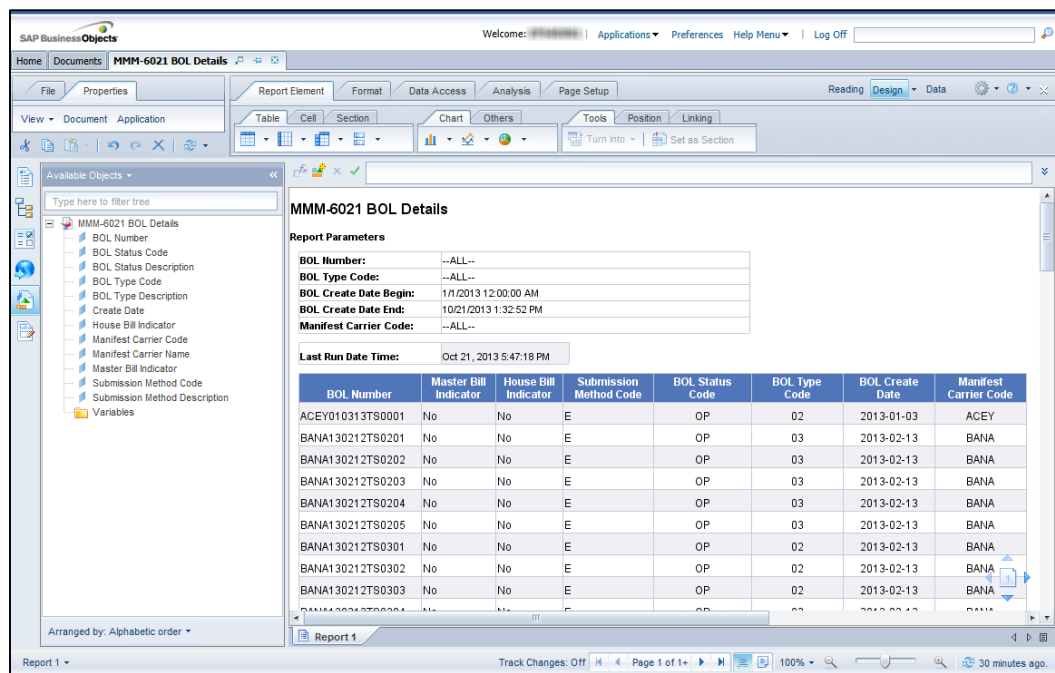 SAP BusinessObjects
Welcome: | Applications Preferences Help Menu | Log Off
Home Documents MMM-6021 BOL Details
File Properties
Report Element Format Data Access Analysis Page Setup
Reading Design Data
View Document Application
Table Cell Section
Chart Others
Tools Position Linking
Turn Into Set as Section
Available Objects
Type here to filter tree
MMM-6021 BOL Details
BOL Number
BOL Status Code
BOL Status Description
BOL Type Code
BOL Type Description
Create Date
House Bill Indicator
Manifest Carrier Code
Manifest Carrier Name
Master Bill Indicator
Submission Method Code
Submission Method Description
Variables
Arranged by: Alphabetic order
MMM-6021 BOL Details
Report Parameters
BOL Number: --ALL--
BOL Type Code: --ALL--
BOL Create Date Begin: 1/1/2013 12:00:00 AM
BOL Create Date End: 10/21/2013 1:32:52 PM
Manifest Carrier Code: --ALL--
Last Run Date Time: Oct 21, 2013 5:47:18 PM
BOL Number Master Bill Indicator House Bill Indicator Submission Method Code BOL Status Code BOL Type Code BOL Create Date Manifest Carrier Code
ACEY010313TS0001 No No E OP 02 2013-01-03 ACEY
BANA130212TS0201 No No E OP 03 2013-02-13 BANA
BANA130212TS0202 No No E OP 03 2013-02-13 BANA
BANA130212TS0203 No No E OP 03 2013-02-13 BANA
BANA130212TS0204 No No E OP 03 2013-02-13 BANA
BANA130212TS0205 No No E OP 03 2013-02-13 BANA
BANA130212TS0301 No No E OP 02 2013-02-13 BANA
BANA130212TS0302 No No E OP 02 2013-02-13 BANA
BANA130212TS0303 No No E OP 02 2013-02-13 BANA
1
Report 1
Report 1
Track Changes: Off Page 1 of 1+ 100% 30 minutes ago.